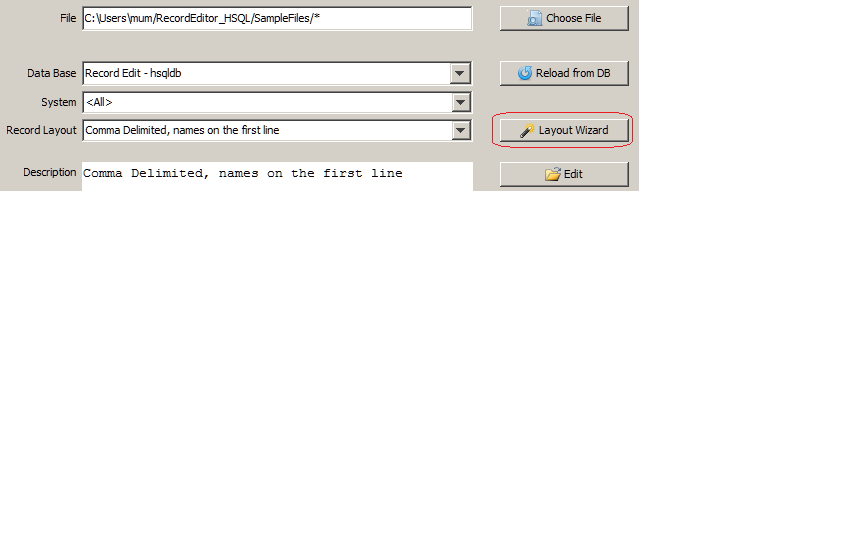 File C:\Users\mum/RecordEditor_HSQL/SampleFiles/* Choose File
Data Base Record Edit - hsqldb Reload from DB
System <All>
Record Layout Comma Delimited, names on the first line Layout Wizard
Description Comma Delimited, names on the first line Edit